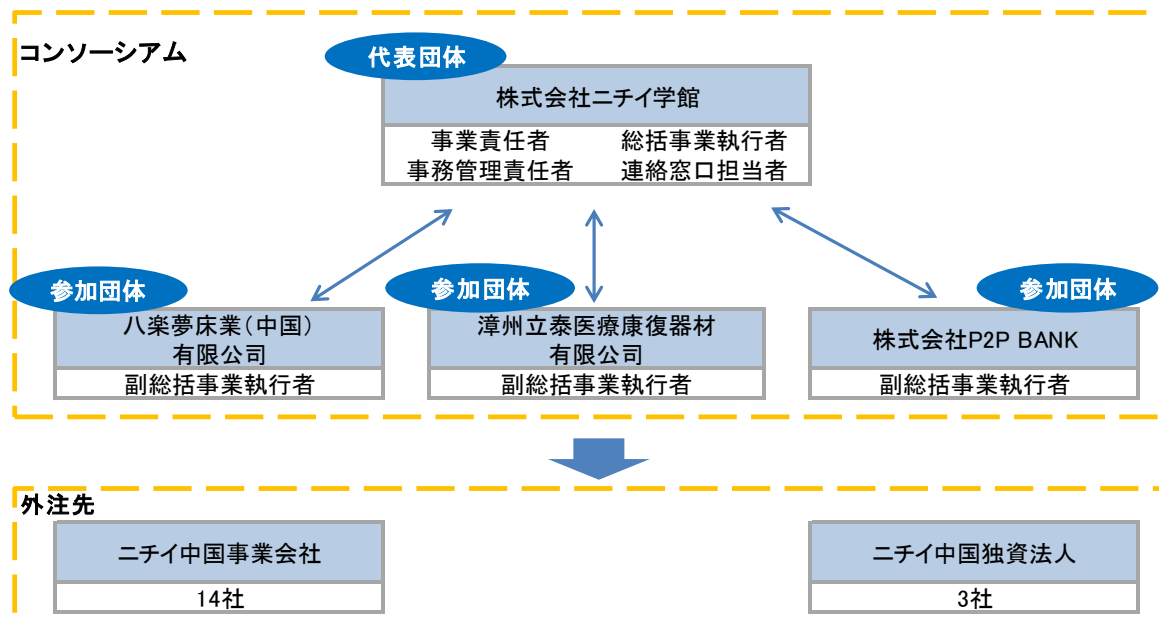 コンソーシアム
代表団体
株式会社ニチイ学館
事業責任者 総括事業執行者
事務管理責任者 連絡窓口担当者
参加団体
八楽夢床業（中国）
有限公司
副総括事業執行者
参加団体
漳州立泰医療康復器材
有限公司
副総括事業執行者
参加団体
株式会社P2P BANK
副総括事業執行者
外注先
ニチイ中国事業会社
14社
ニチイ中国独資法人
3社